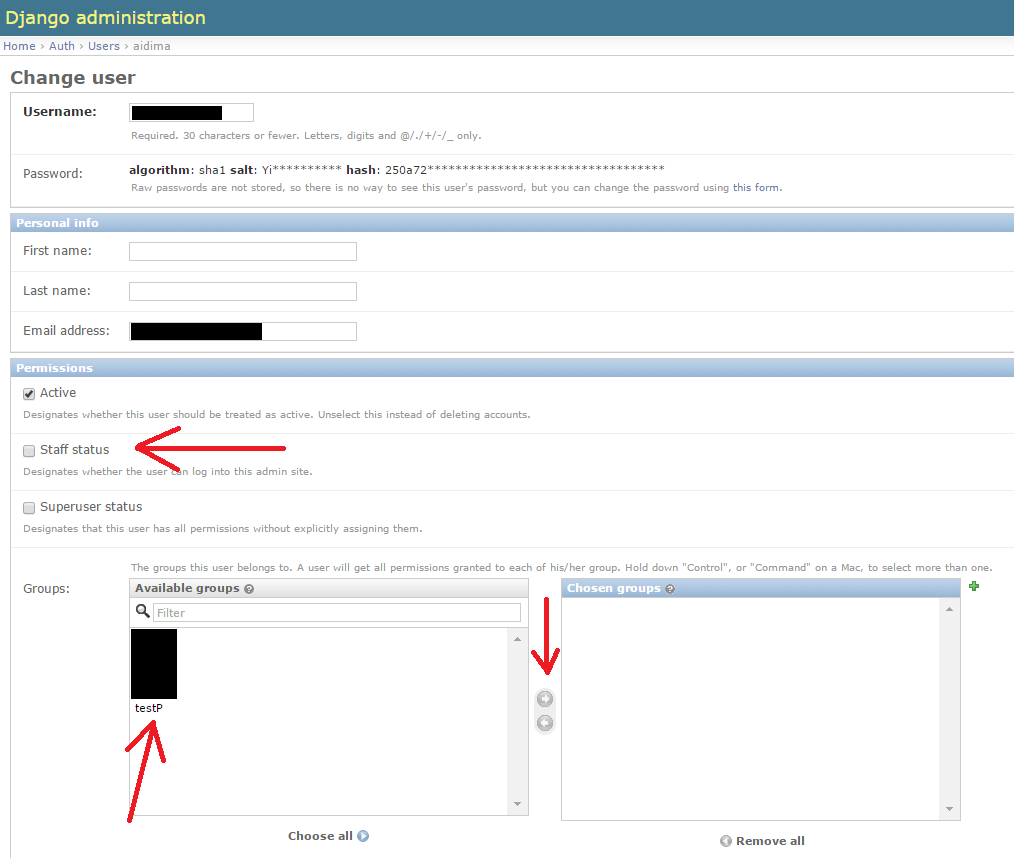 Django administration
Home › Auth › Users › aidima
Change user
Username:
Required. 30 characters or fewer. Letters, digits and @/./+/-/_ only.
Password: algorithm: sha1 salt: Yi********** hash: 250a72**********************************
Raw passwords are not stored, so there is no way to see this user's password, but you can change the password using this form.
Personal info
First name:
Last name:
Email address:
Permissions
Active
Designates whether this user should be treated as active. Unselect this instead of deleting accounts.
Staff status
Designates whether the user can log into this admin site.
Superuser status
Designates that this user has all permissions without explicitly assigning them.
The groups this user belongs to. A user will get all permissions granted to each of his/her group. Hold down "Control", or "Command" on a Mac, to select more than one.
Groups:
Available groups ?
Filter
testP
Choose all
Chosen groups ?
Remove all